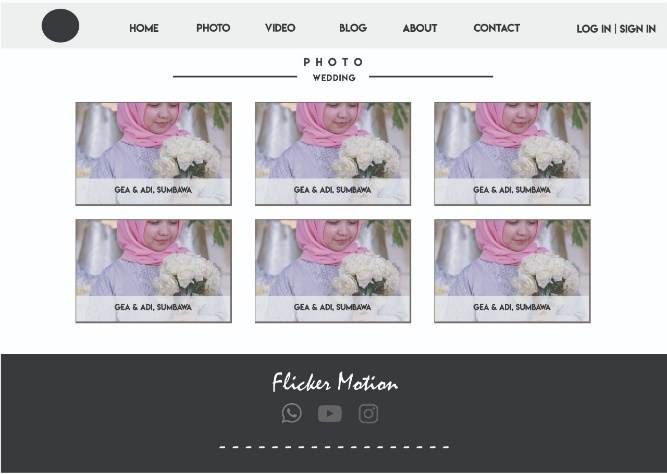 HOME PHOTO VIDEO BLOG ABOUT CONTACT LOG IN | SIGN IN
PHOTO
WEDDING
GEA & ADI, SUMBAWA GEA & ADI, SUMBAWA GEA & ADI, SUMBAWA
GEA & ADI, SUMBAWA GEA & ADI, SUMBAWA GEA & ADI, SUMBAWA
Flicker Motion